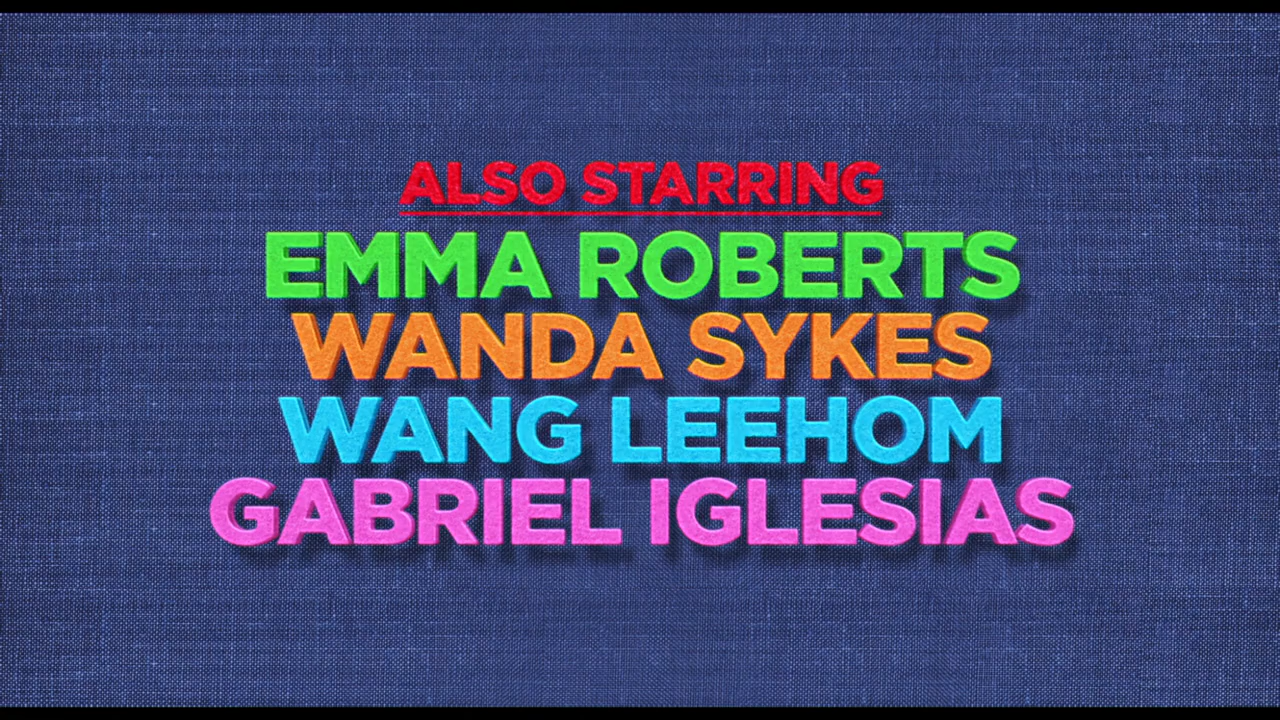 ALSO STARRING
EMMA ROBERTS
WANDA SYKES
WANG LEEHOM
GABRIEL IGLESIAS